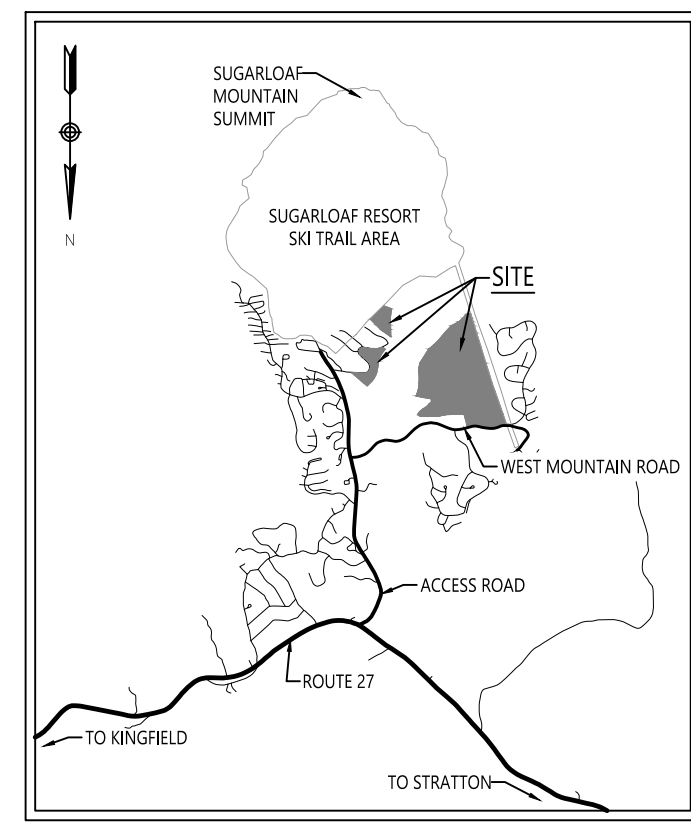 SUGARLOAF
MOUNTAIN
SUMMIT
N
SUGARLOAF RESORT
SKI TRAIL AREA
SITE
WEST MOUNTAIN ROAD
ACCESS ROAD
ROUTE 27
TO KINGFIELD
TO STRATTON